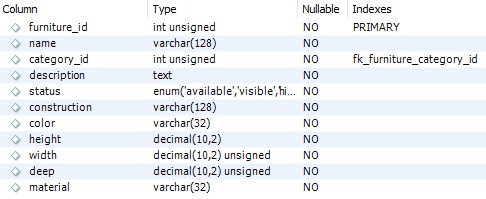 Column Type Nullable Indexes
furniture_id int unsigned NO PRIMARY
name varchar(128) NO
category_id int unsigned NO fk_furniture_category_id
description text NO
status enum('available','visible','hi... NO
construction varchar(128) NO
color varchar(32) NO
height decimal(10,2) NO
width decimal(10,2) unsigned NO
deep decimal(10,2) unsigned NO
material varchar(32) NO